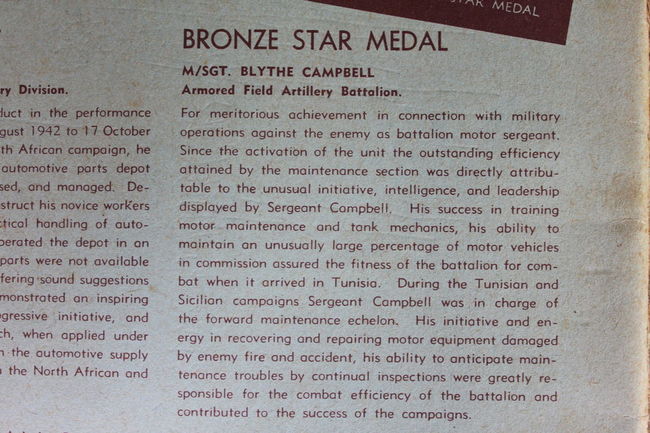 STAR MEDAL
ry Division.
duct in the performance
gust 1942 to 17 October
th African campaign, he
automotive parts depot
sed, and managed. De-
struct his novice workers
ctical handling of auto-
perated the depot in an
parts were not available
fering sound suggestions
monstrated an inspiring
gressive initiative, and
ch, when applied under
n the automotive supply
n the North African and
BRONZE STAR MEDAL
M/SGT. BLYTHE CAMPBELL
Armored Field Artillery Battalion.
For meritorious achievement in connection with military
operations against the enemy as battalion motor sergeant.
Since the activation of the unit the outstanding efficiency
attained by the maintenance section was directly attribu-
table to the unusual initiative, intelligence, and leadership
displayed by Sergeant Campbell. His success in training
motor maintenance and tank mechanics, his ability to
maintain an unusually large percentage of motor vehicles
in commission assured the fitness of the battalion for com-
bat when it arrived in Tunisia. During the Tunisian and
Sicilian campaigns Sergeant Campbell was in charge of
the forward maintenance echelon. His initiative and en-
ergy in recovering and repairing motor equipment damaged
by enemy fire and accident, his ability to anticipate main-
tenance troubles by continual inspections were greatly re-
sponsible for the combat efficiency of the battalion and
contributed to the success of the campaigns.